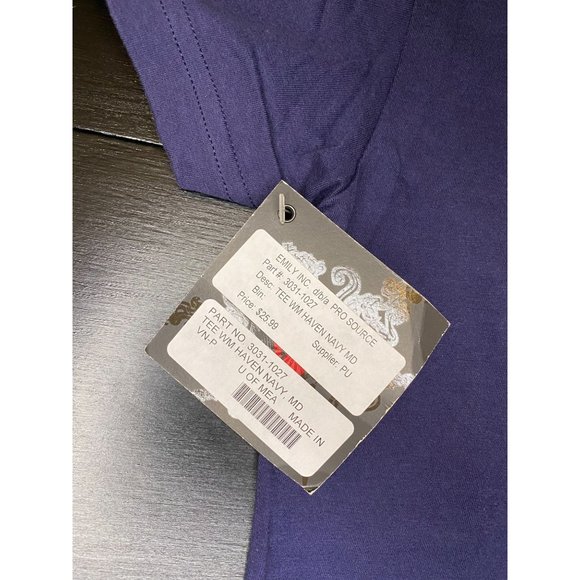 EMILY INC. d/b/a PRO SOURCE
Part #: 3031-1027
Desc: TEE WM HAVEN NAVY MD
Bin: Supplier: PU
Price: $25.99
PART NO. 3031-1027
TEE WM HAVEN NAVY, MD
VN-P U OF MEA
MADE IN